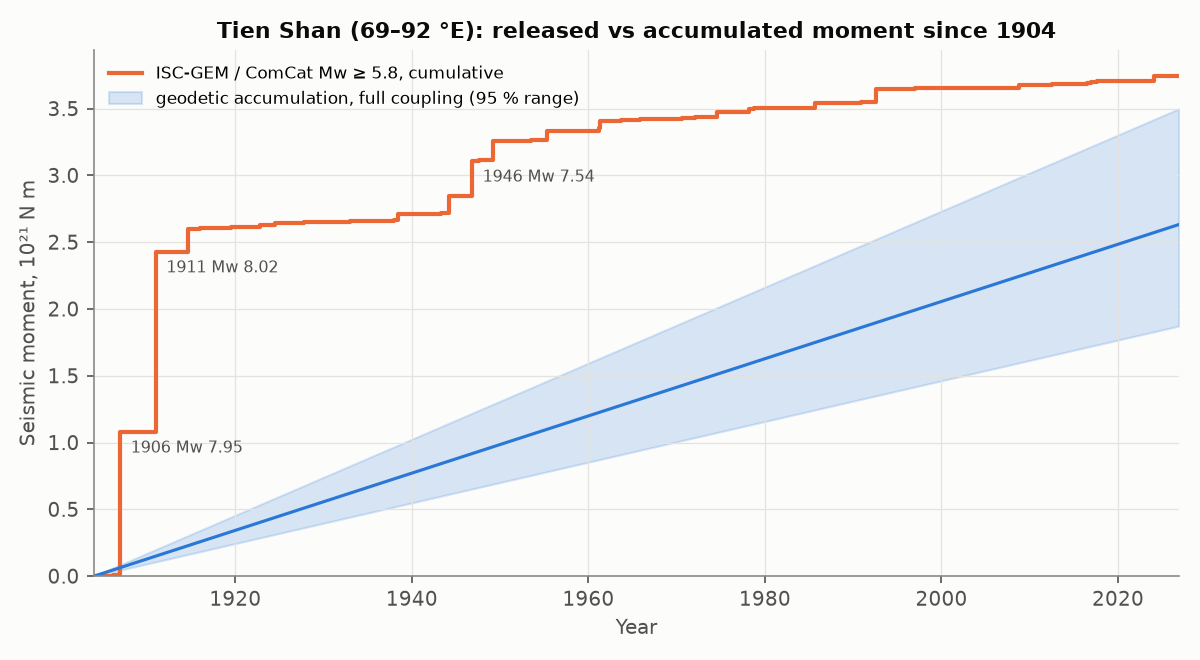 Tien Shan (69–92 °E): released vs accumulated moment since 1904
ISC-GEM / ComCat Mw ≥ 5.8, cumulative
geodetic accumulation, full coupling (95 % range)
Seismic moment, 10²¹ N m
3.5
3.0
2.5
2.0
1.5
1.0
0.5
0.0
1946 Mw 7.54
1911 Mw 8.02
1906 Mw 7.95
1920
1940
1960
1980
2000
2020
Year